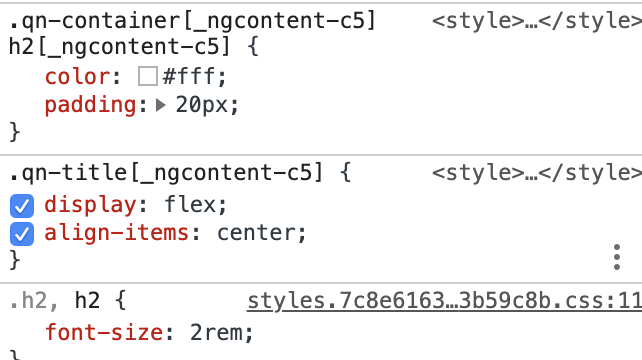 .qn-container[_ngcontent-c5] <style>…</style>
h2[_ngcontent-c5] {
color: #fff;
padding: 20px;
}
.qn-title[_ngcontent-c5] { <style>…</style>
display: flex;
align-items: center;
}
.h2, h2 { styles.7c8e6163…3b59c8b.css:11
font-size: 2rem;
}